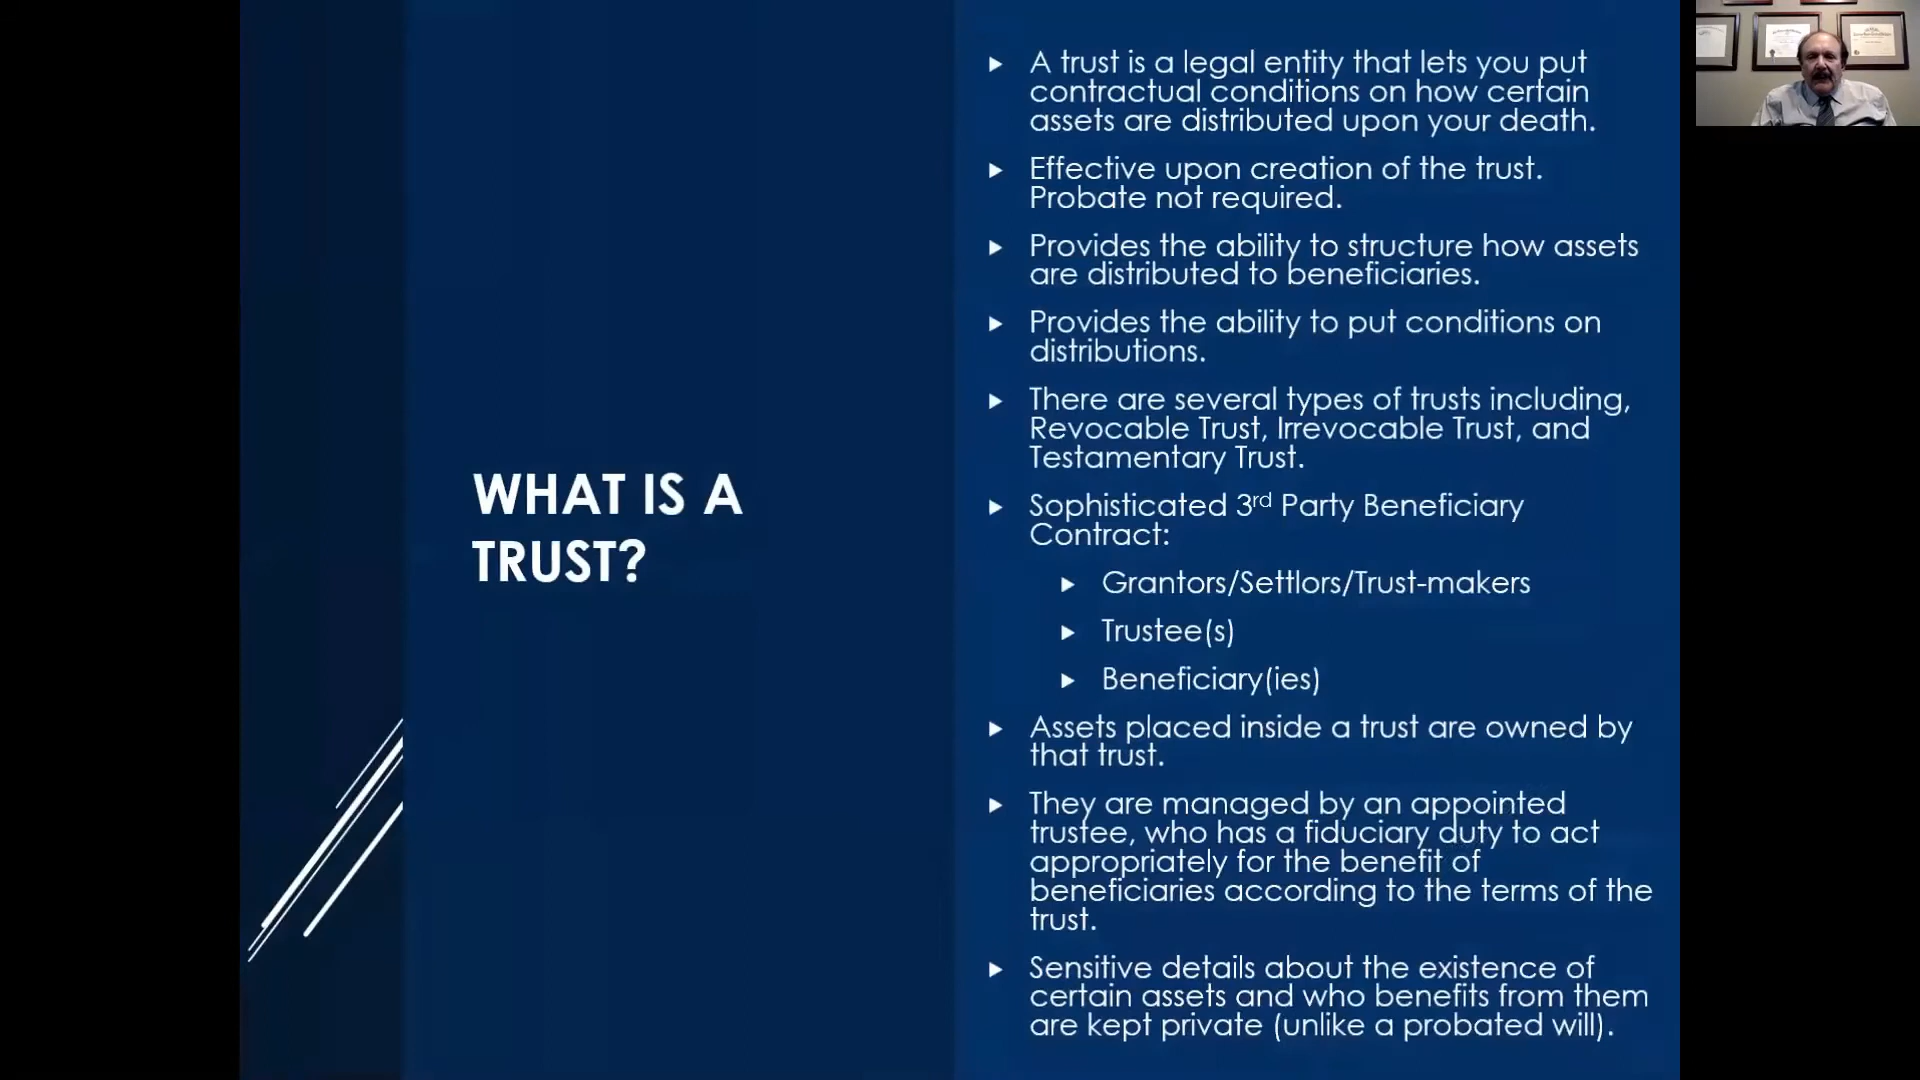 WHAT IS A
TRUST?
A trust is a legal entity that lets you put
contractual conditions on how certain
assets are distributed upon your death.
Effective upon creation of the trust.
Probate not required.
Provides the ability to structure how assets
are distributed to beneficiaries.
Provides the ability to put conditions on
distributions.
There are several types of trusts including,
Revocable Trust, Irrevocable Trust, and
Testamentary Trust.
Sophisticated 3rd Party Beneficiary
Contract:
Grantors/Settlors/Trust-makers
Trustee(s)
Beneficiary(ies)
Assets placed inside a trust are owned by
that trust.
They are managed by an appointed
trustee, who has a fiduciary duty to act
appropriately for the benefit of
beneficiaries according to the terms of the
trust.
Sensitive details about the existence of
certain assets and who benefits from them
are kept private (unlike a probated will).